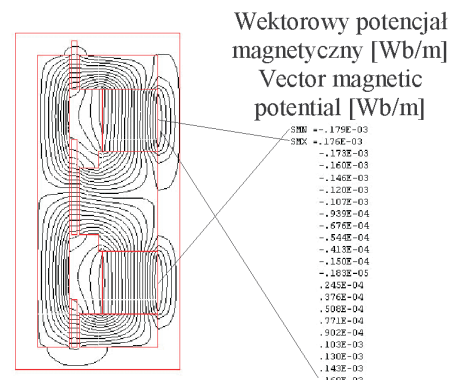 Wektorowy potencjał
magnetyczny [Wb/m]
Vector magnetic
potential [Wb/m]
SMN =-.179E-03
SMX =.176E-03
-.173E-03
-.160E-03
-.146E-03
-.120E-03
-.107E-03
-.939E-04
-.676E-04
-.544E-04
-.413E-04
-.150E-04
-.183E-05
.245E-04
.376E-04
.508E-04
.771E-04
.902E-04
.103E-03
.130E-03
.143E-03
.169E-03